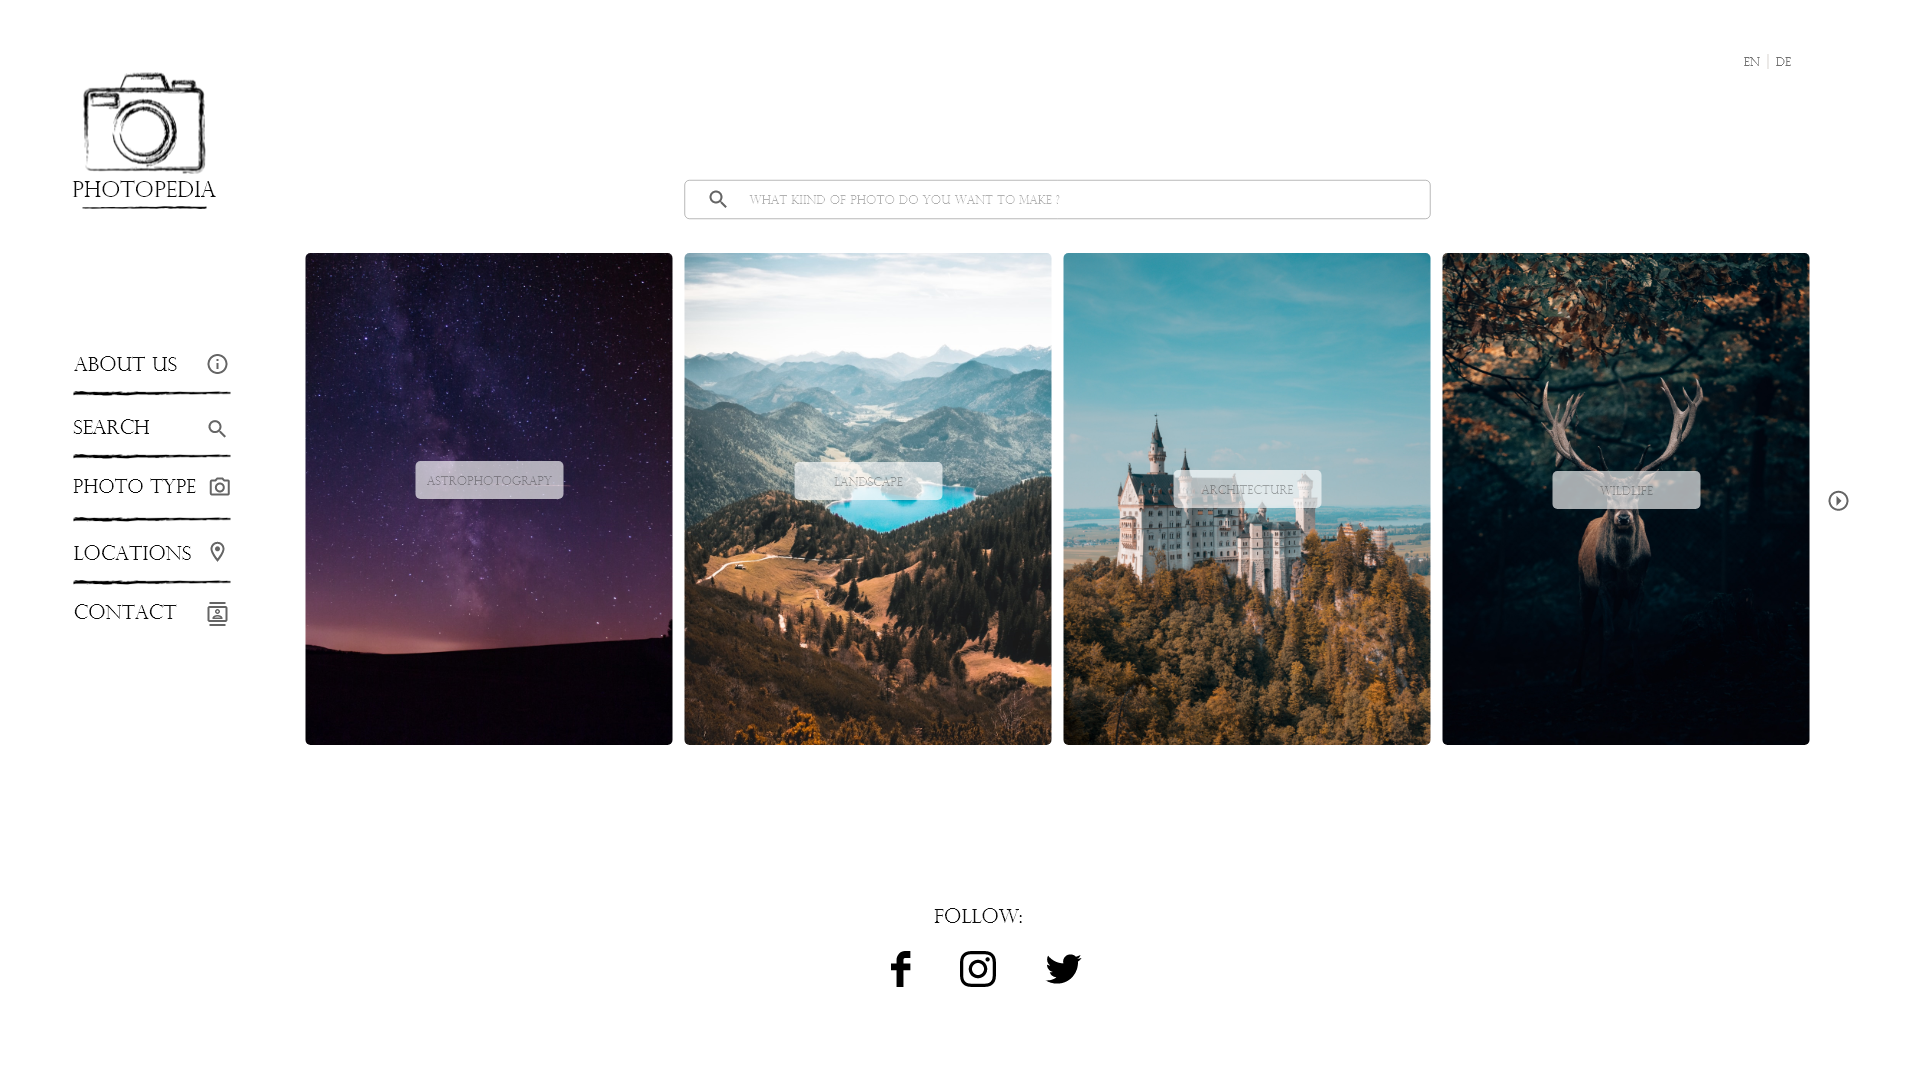 EN | DE
PHOTOPEDIA
WHAT KIIND OF PHOTO DO YOU WANT TO MAKE ?
ABOUT US
SEARCH
PHOTO TYPE
LOCATIONS
CONTACT
ASTROPHOTOGRAPY
LANDSCAPE
ARCHITECTURE
WILDLIFE
FOLLOW: